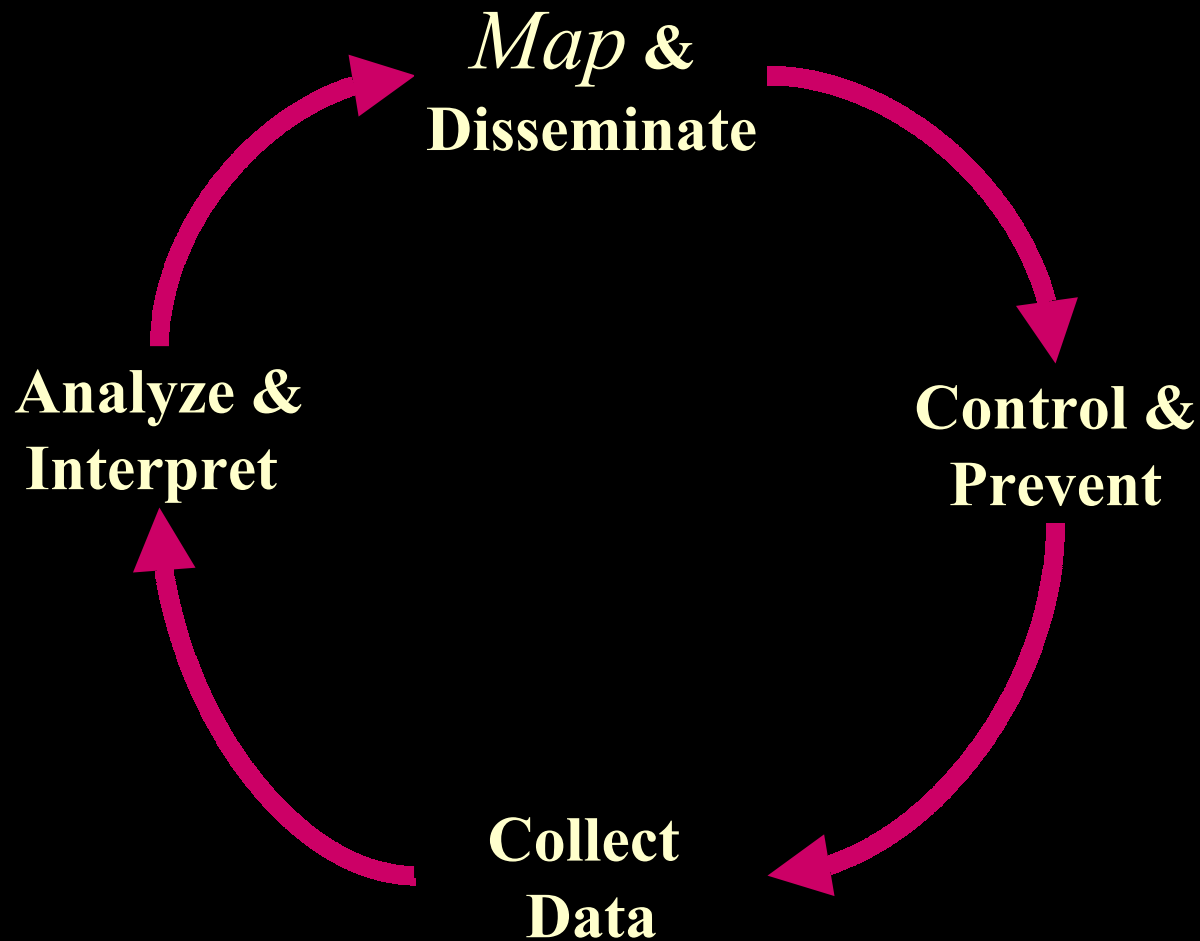 Map &
Disseminate
Analyze &
Interpret
Control &
Prevent
Collect
Data